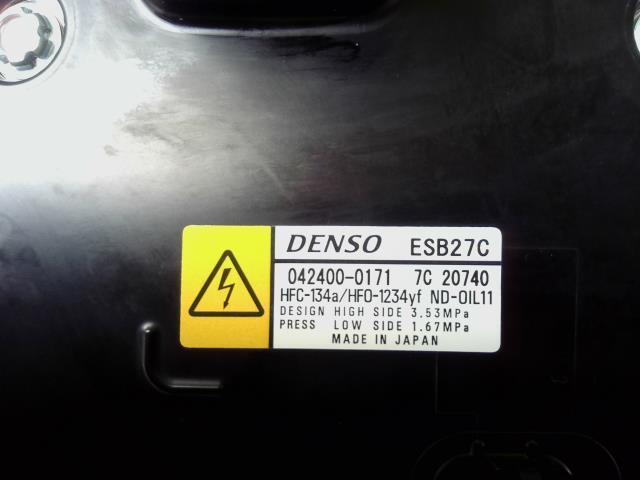 DENSO ESB27C
042400-0171 7C 20740
HFC-134a/HFO-1234yf ND-OIL11
DESIGN HIGH SIDE 3.53MPa
PRESS LOW SIDE 1.67MPa
MADE IN JAPAN